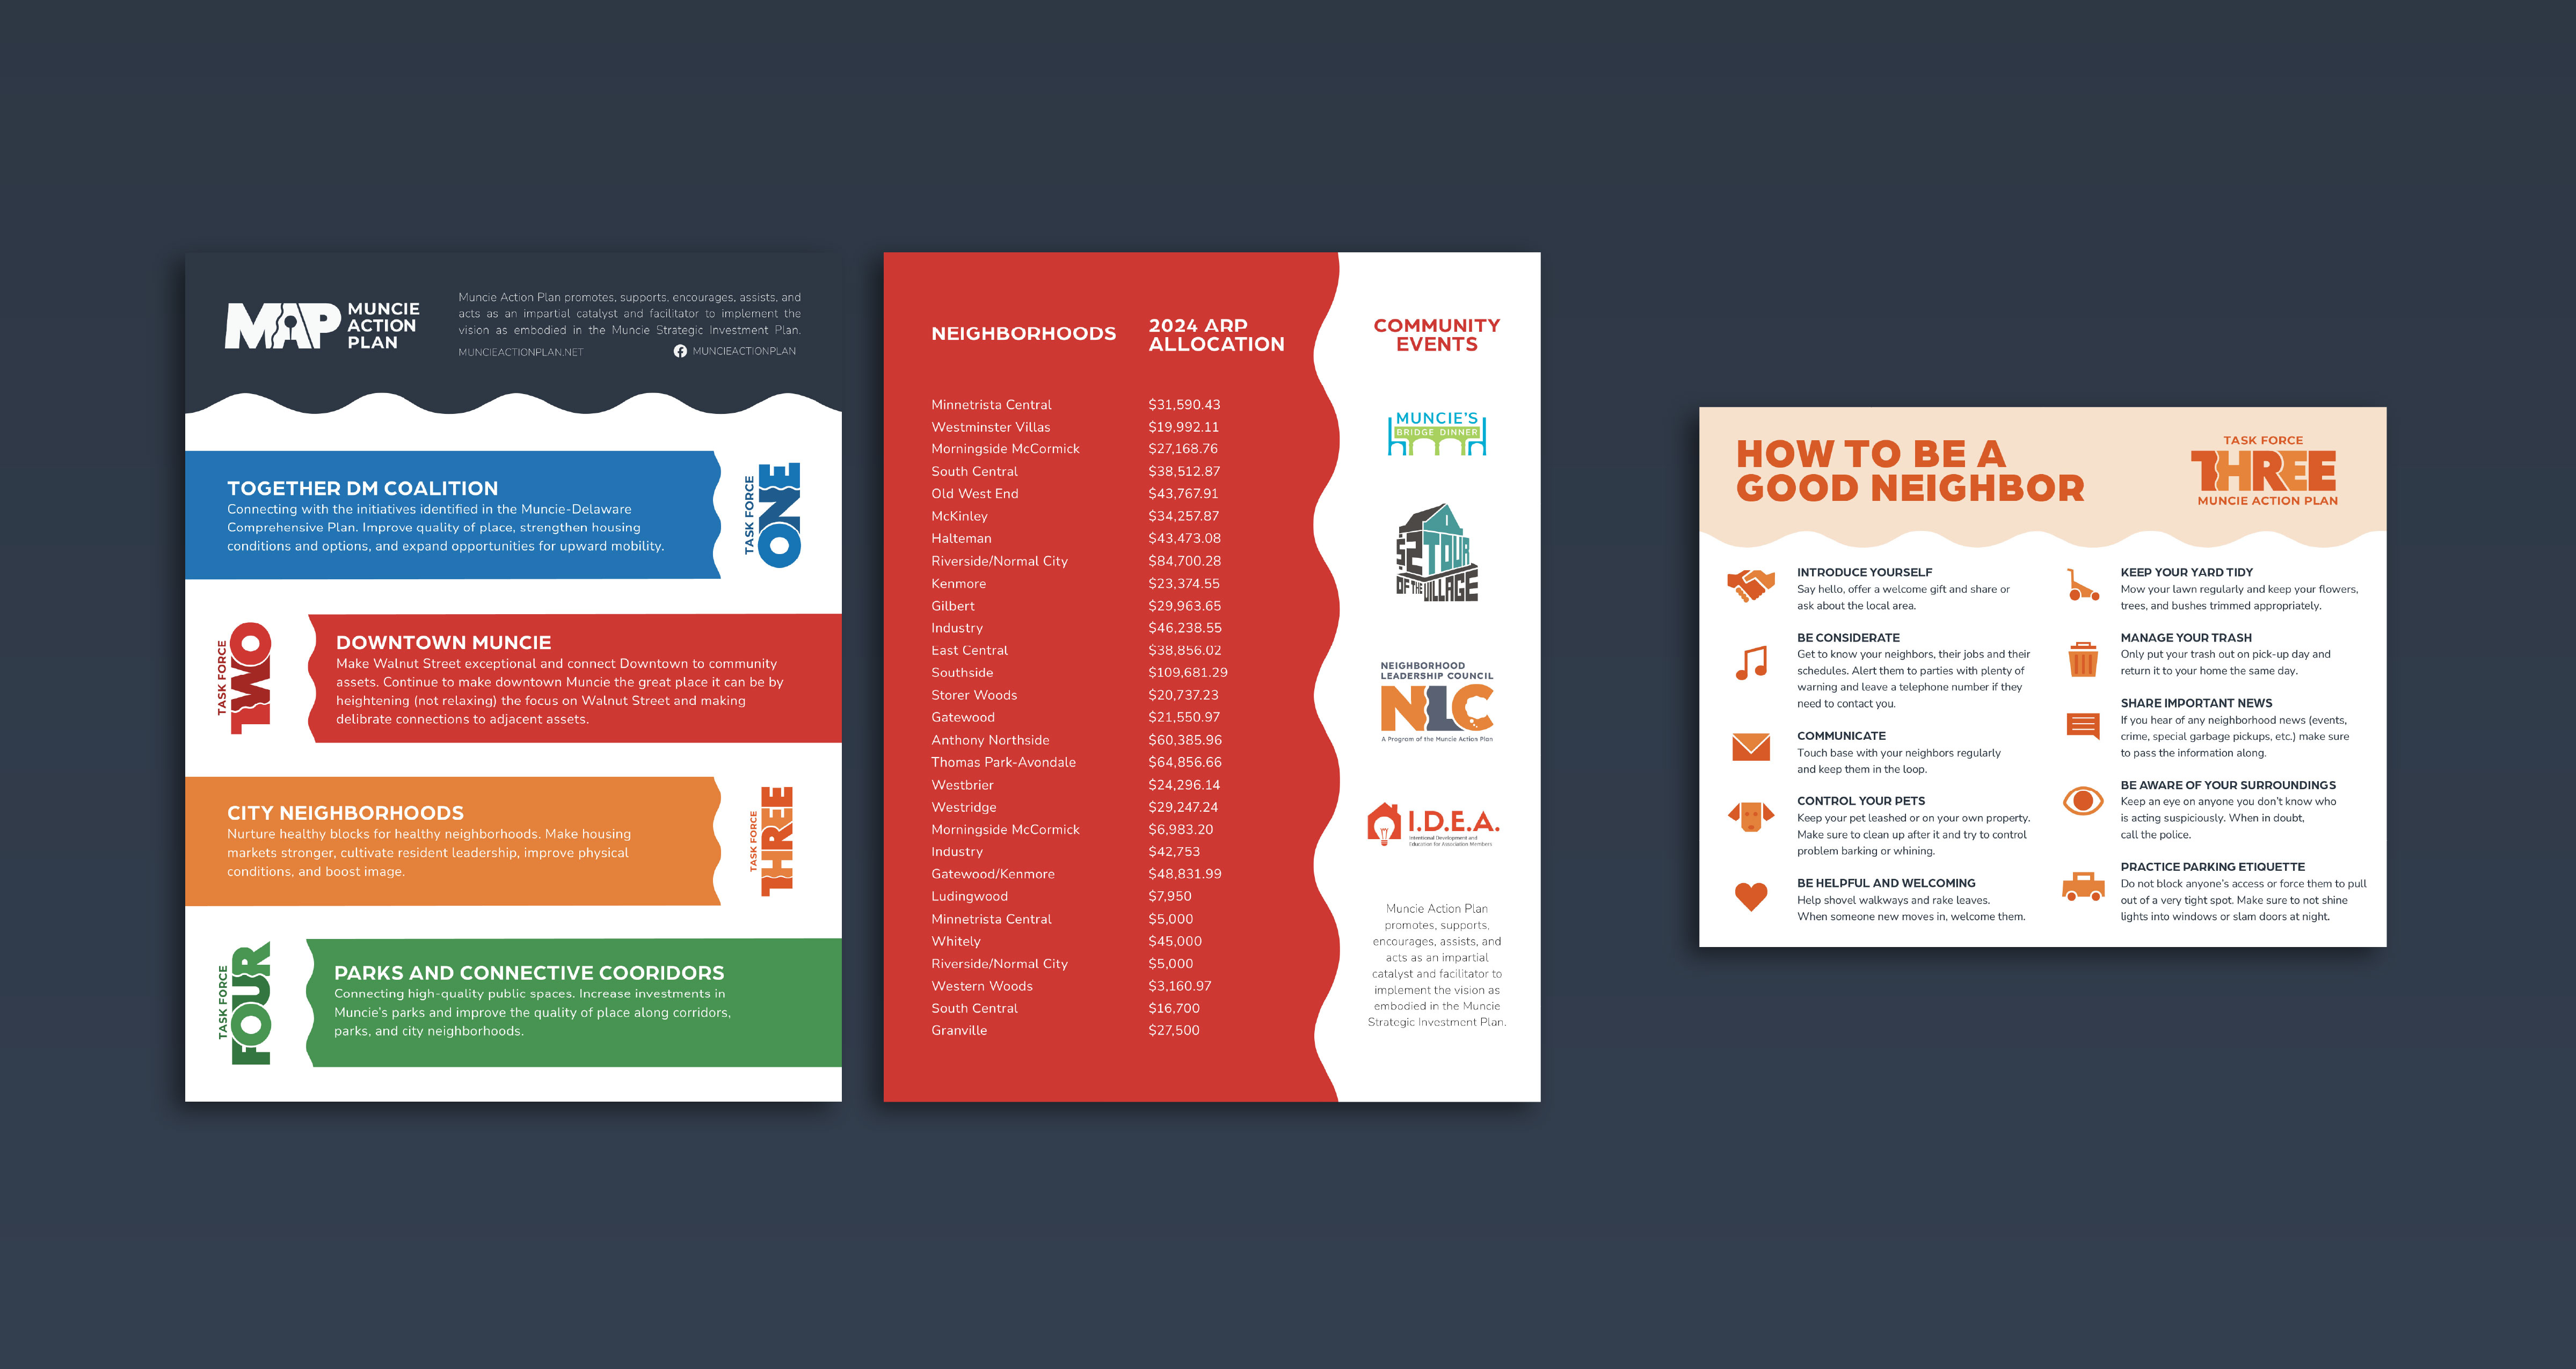 MAP MUNCIE
ACTION
PLAN
Muncie Action Plan promotes, supports, encourages, assists, and
acts as an impartial catalyst and facilitator to implement the
vision as embodied in the Muncie Strategic Investment Plan.
MUNCIEACTIONPLAN.NET MUNCIEACTIONPLAN
TOGETHER DM COALITION
Connecting with the initiatives identified in the Muncie-Delaware
Comprehensive Plan. Improve quality of place, strengthen housing
conditions and options, and expand opportunities for upward mobility.
TASK FORCE
ONE
TASK FORCE
TWO
DOWNTOWN MUNCIE
Make Walnut Street exceptional and connect Downtown to community
assets. Continue to make downtown Muncie the great place it can be by
heightening (not relaxing) the focus on Walnut Street and making
delibrate connections to adjacent assets.
CITY NEIGHBORHOODS
Nurture healthy blocks for healthy neighborhoods. Make housing
markets stronger, cultivate resident leadership, improve physical
conditions, and boost image.
TASK FORCE
THREE
TASK FORCE
FOUR
PARKS AND CONNECTIVE COORIDORS
Connecting high-quality public spaces. Increase investments in
Muncie's parks and improve the quality of place along corridors,
parks, and city neighborhoods.
NEIGHBORHOODS
2024 ARP
ALLOCATION
Minnetrista Central $31,590.43
Westminster Villas $19,992.11
Morningside McCormick $27,168.76
South Central $38,512.87
Old West End $43,767.91
McKinley $34,257.87
Halteman $43,473.08
Riverside/Normal City $84,700.28
Kenmore $23,374.55
Gilbert $29,963.65
Industry $46,238.55
East Central $38,856.02
Southside $109,681.29
Storer Woods $20,737.23
Gatewood $21,550.97
Anthony Northside $60,385.96
Thomas Park-Avondale $64,856.66
Westbrier $24,296.14
Westridge $29,247.24
Morningside McCormick $6,983.20
Industry $42,753
Gatewood/Kenmore $48,831.99
Ludingwood $7,950
Minnetrista Central $5,000
Whitely $45,000
Riverside/Normal City $5,000
Western Woods $3,160.97
South Central $16,700
Granville $27,500
COMMUNITY
EVENTS
MUNCIE'S
BRIDGE DINNER
$2 TOUR
OF THE VILLAGE
NEIGHBORHOOD
LEADERSHIP COUNCIL
NLC
A Program of the Muncie Action Plan
I.D.E.A.
Intentional Development and
Education for Association Members
Muncie Action Plan
promotes, supports,
encourages, assists, and
acts as an impartial
catalyst and facilitator to
implement the vision as
embodied in the Muncie
Strategic Investment Plan.
HOW TO BE A
GOOD NEIGHBOR
TASK FORCE
THREE
MUNCIE ACTION PLAN
INTRODUCE YOURSELF
Say hello, offer a welcome gift and share or
ask about the local area.
BE CONSIDERATE
Get to know your neighbors, their jobs and their
schedules. Alert them to parties with plenty of
warning and leave a telephone number if they
need to contact you.
COMMUNICATE
Touch base with your neighbors regularly
and keep them in the loop.
CONTROL YOUR PETS
Keep your pet leashed or on your own property.
Make sure to clean up after it and try to control
problem barking or whining.
BE HELPFUL AND WELCOMING
Help shovel walkways and rake leaves.
When someone new moves in, welcome them.
KEEP YOUR YARD TIDY
Mow your lawn regularly and keep your flowers,
trees, and bushes trimmed appropriately.
MANAGE YOUR TRASH
Only put your trash out on pick-up day and
return it to your home the same day.
SHARE IMPORTANT NEWS
If you hear of any neighborhood news (events,
crime, special garbage pickups, etc.) make sure
to pass the information along.
BE AWARE OF YOUR SURROUNDINGS
Keep an eye on anyone you don't know who
is acting suspiciously. When in doubt,
call the police.
PRACTICE PARKING ETIQUETTE
Do not block anyone's access or force them to pull
out of a very tight spot. Make sure to not shine
lights into windows or slam doors at night.